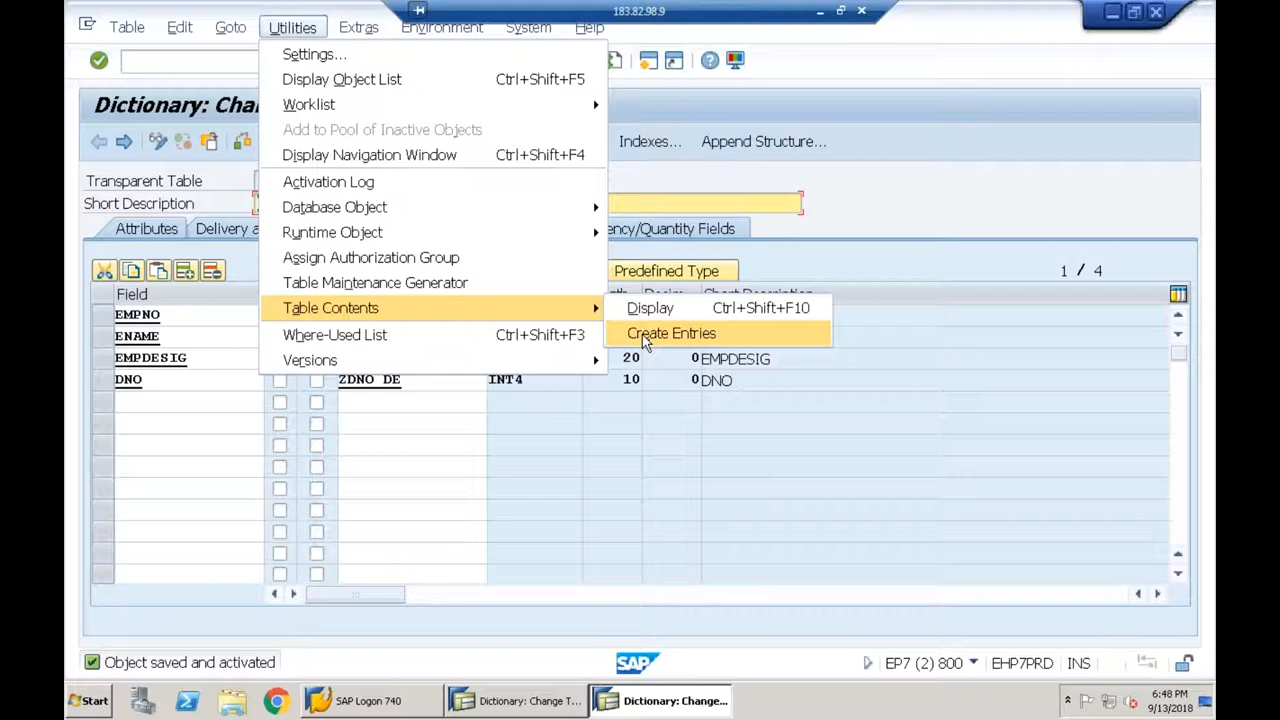 183.82.98.9
Table Edit Goto Utilities Extras Environment System Help
Settings...
Display Object List Ctrl+Shift+F5
Worklist
Dictionary: Cha
Add to Pool of Inactive Objects
Indexes... Append Structure...
Display Navigation Window Ctrl+Shift+F4
Transparent Table
Activation Log
Short Description
Database Object
Attributes Delivery a
Runtime Object
ency/Quantity Fields
Assign Authorization Group
Predefined Type
1 / 4
Table Maintenance Generator
Field
Short Description
Table Contents
Display Ctrl+Shift+F10
Create Entries
Where-Used List Ctrl+Shift+F3
Versions
EMPNO
ENAME
EMPDESIG 20 0 EMPDESIG
DNO ZDNO_DE INT4 10 0 DNO
Object saved and activated
SAP
EP7 (2) 800 EHP7PRD INS
Start
SAP Logon 740
Dictionary: Change T...
Dictionary: Change...
6:48 PM
9/13/2018